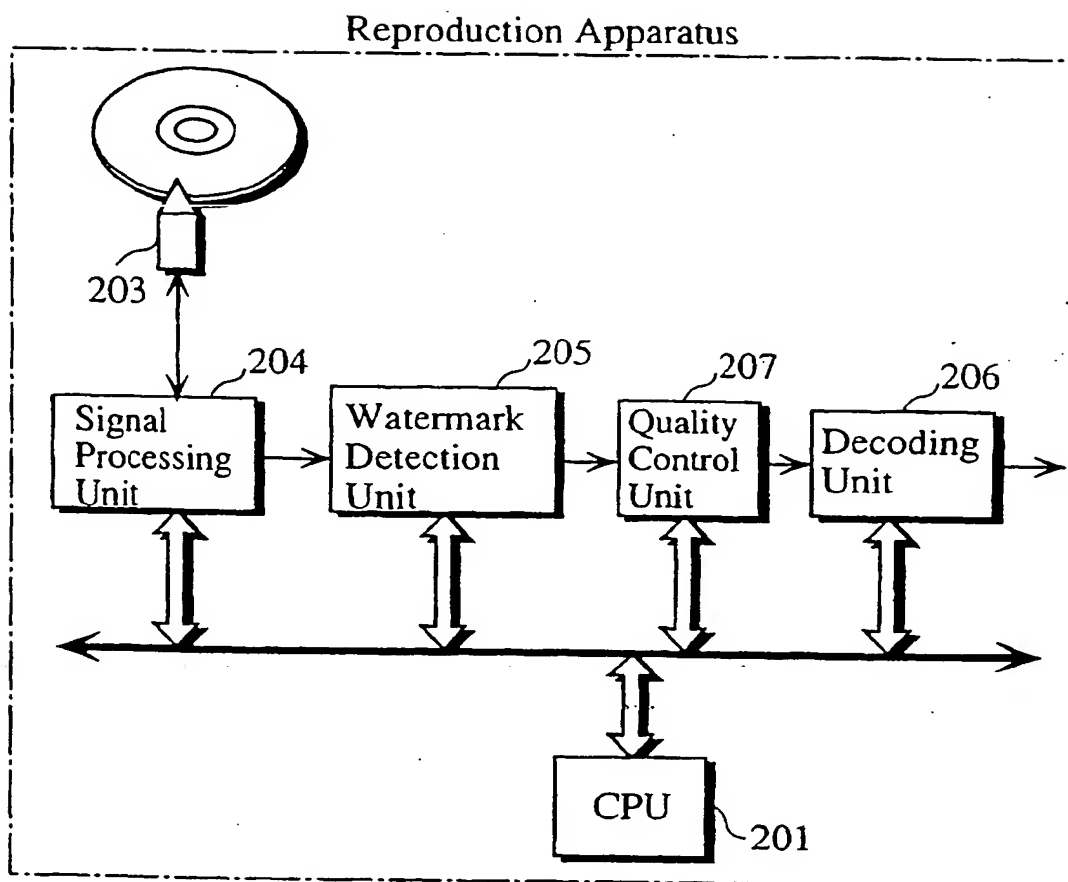 Reproduction Apparatus
203
204
205
207
206
Signal
Processing
Unit
Watermark
Detection
Unit
Quality
Control
Unit
Decoding
Unit
CPU
201